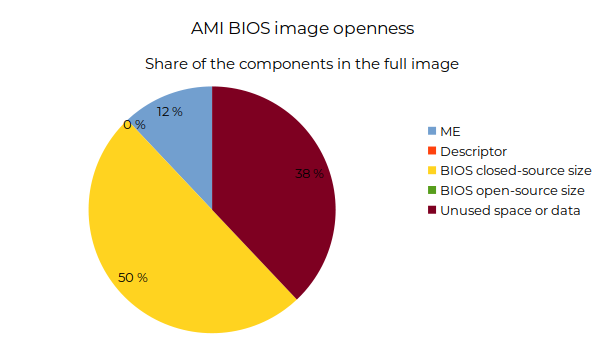 AMI BIOS image openness
Share of the components in the full image
12 %
0 %
38 %
50 %
ME
Descriptor
BIOS closed-source size
BIOS open-source size
Unused space or data